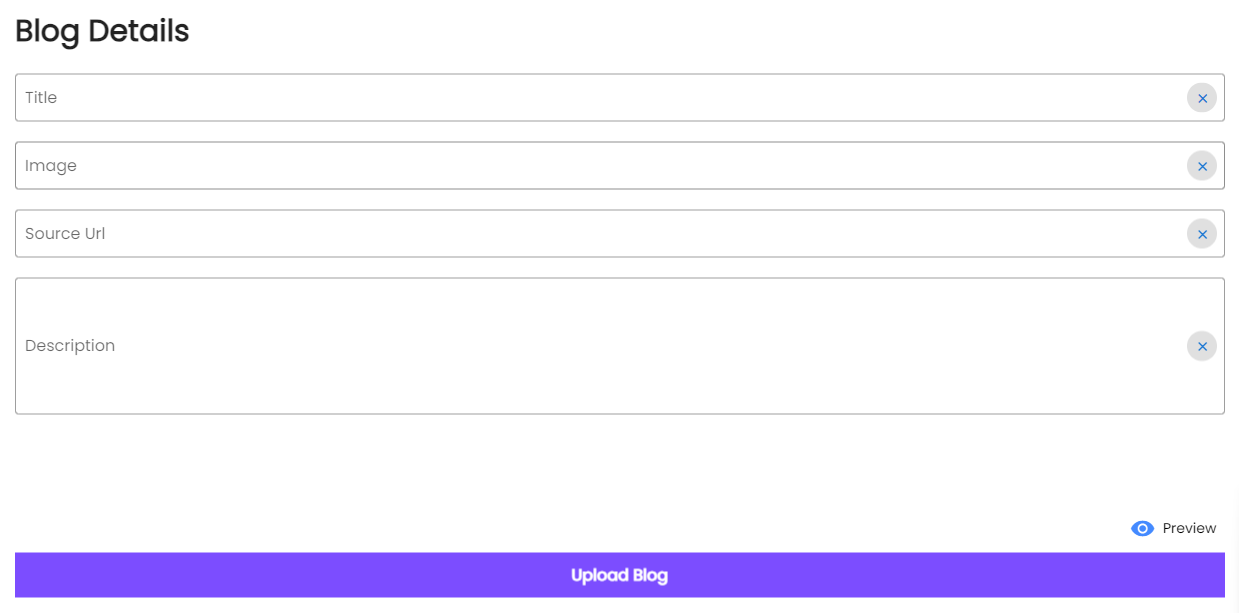 Blog Details
Title
Image
Source Url
Description
Preview
Upload Blog